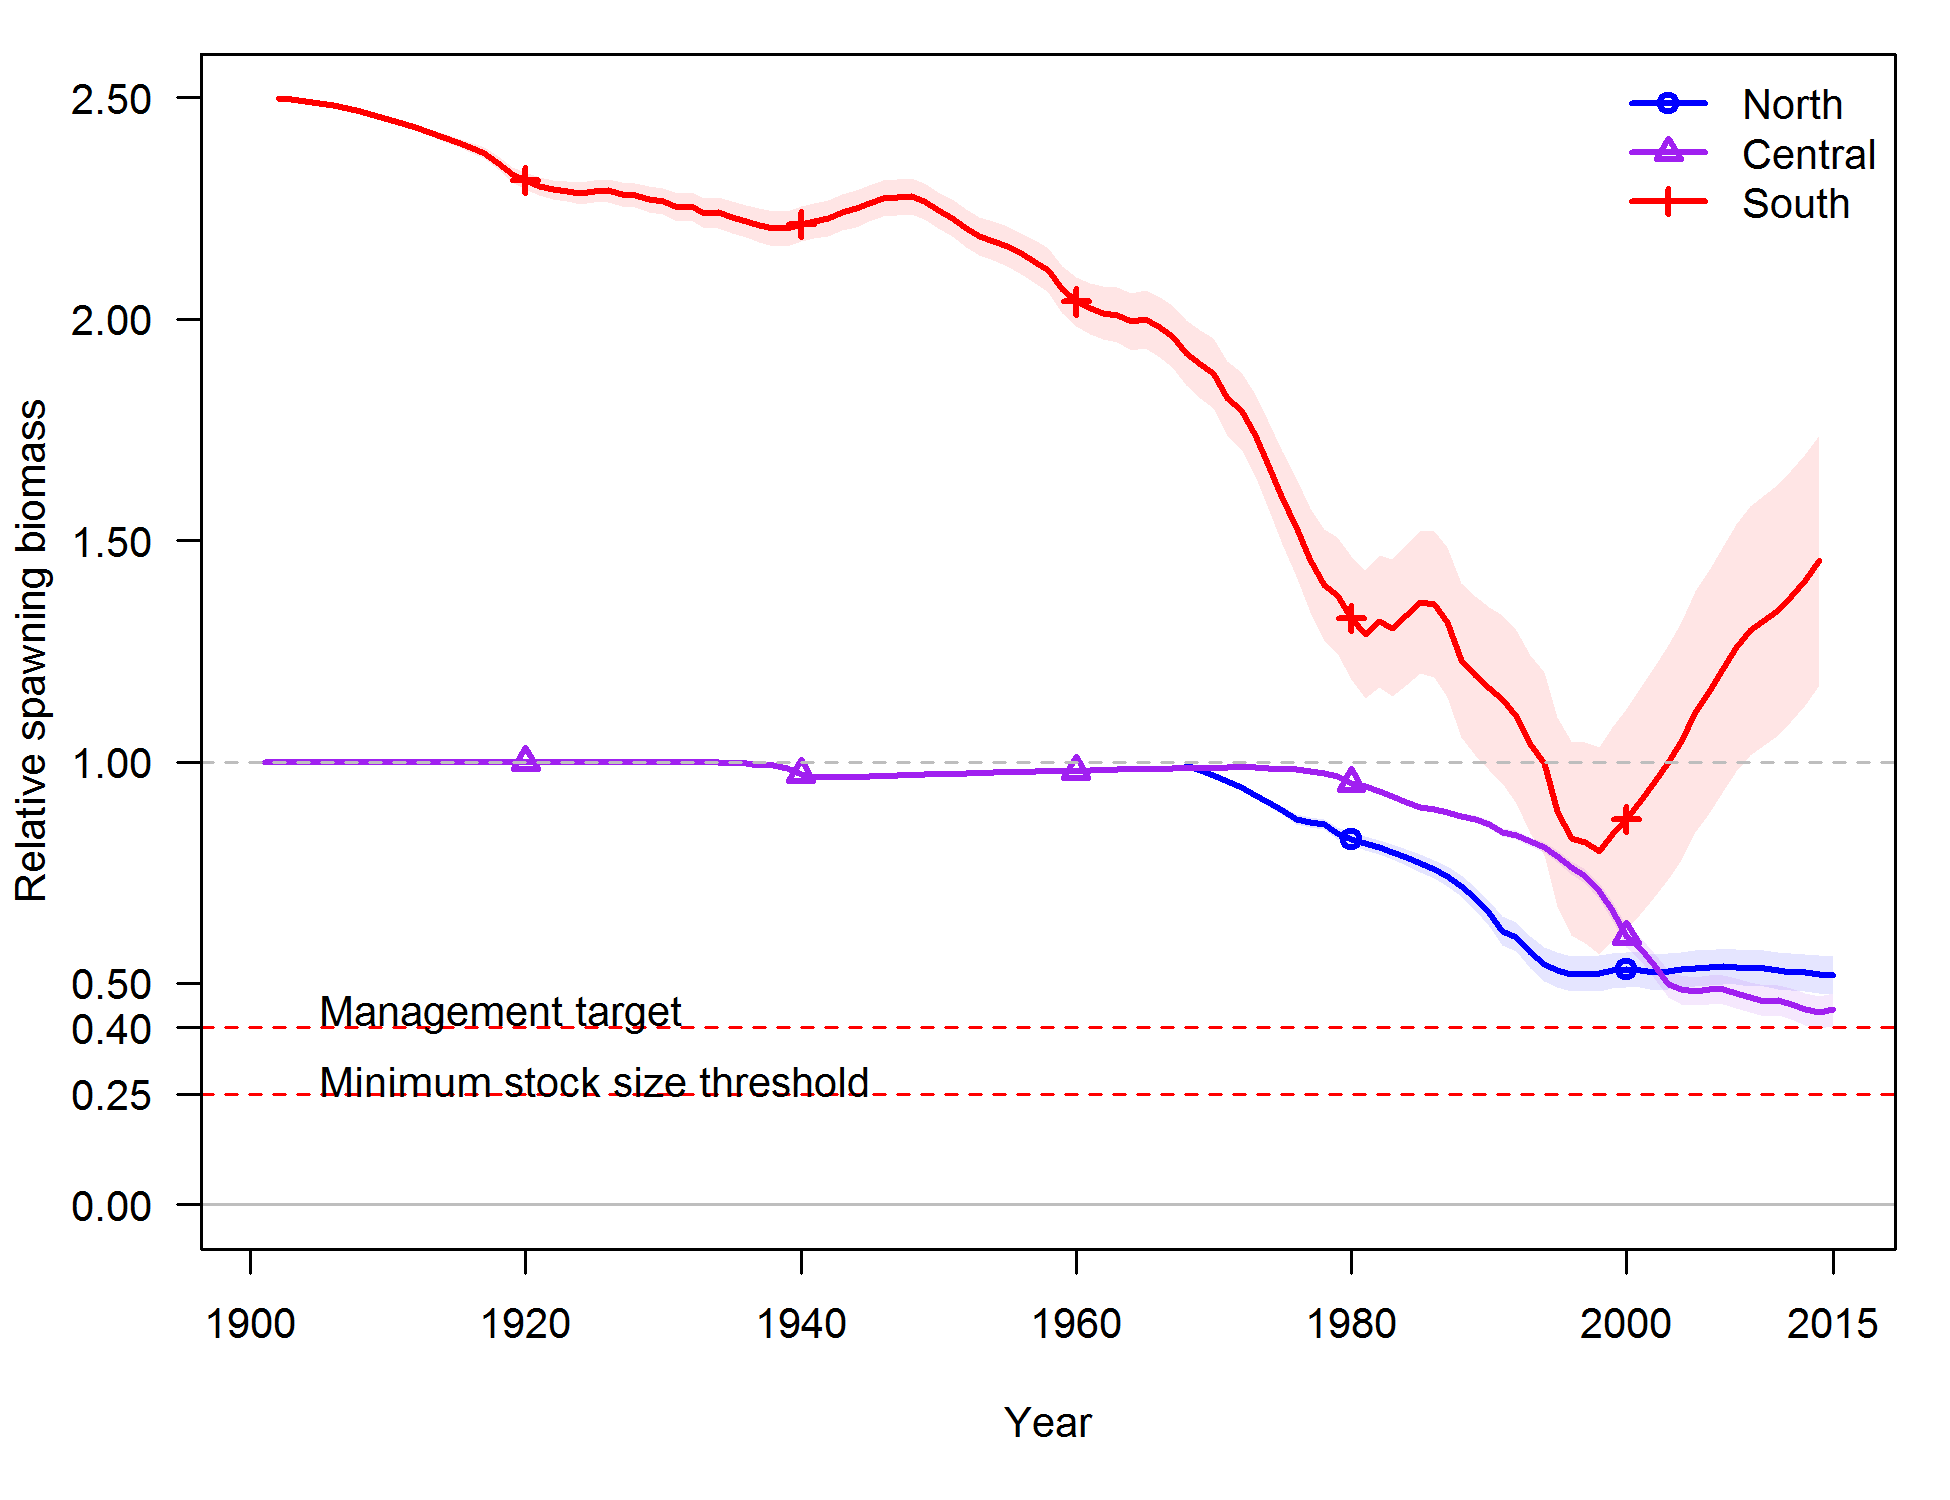 2.50
2.00
1.50
1.00
0.50
0.40
0.25
0.00
Relative spawning biomass
North
Central
South
Management target
Minimum stock size threshold
1900 1920 1940 1960 1980 2000 2015
Year